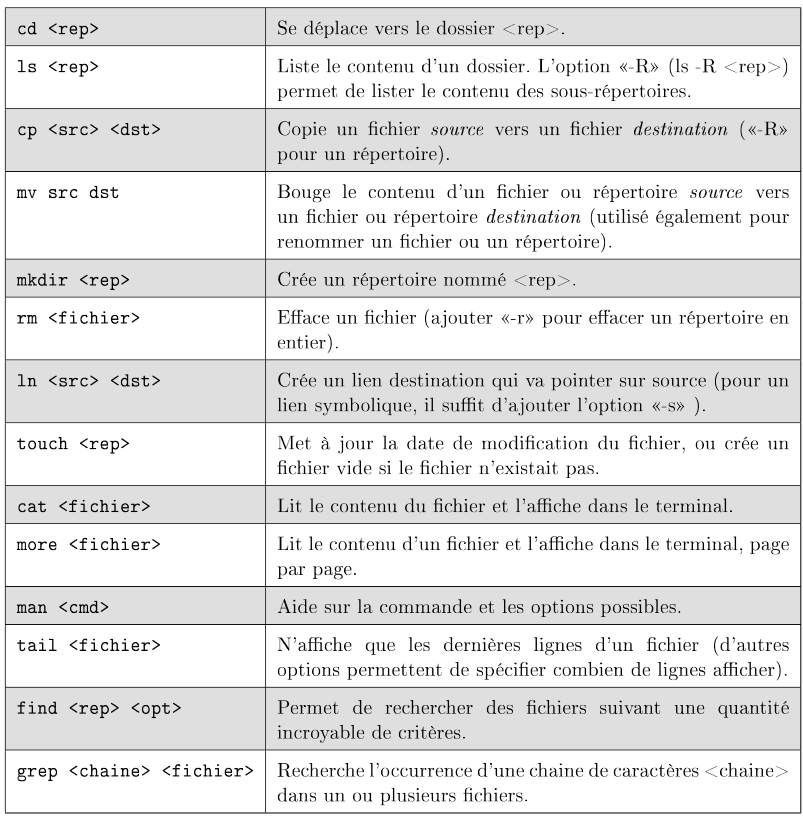 cd <rep> Se déplace vers le dossier <rep>.
ls <rep> Liste le contenu d'un dossier. L'option «-R» (ls -R <rep>)
permet de lister le contenu des sous-répertoires.
cp <src> <dst> Copie un fichier source vers un fichier destination («-R»
pour un répertoire).
mv src dst Bouge le contenu d'un fichier ou répertoire source vers
un fichier ou répertoire destination (utilisé également pour
renommer un fichier ou un répertoire).
mkdir <rep> Crée un répertoire nommé <rep>.
rm <fichier> Efface un fichier (ajouter «-r» pour effacer un répertoire en
entier).
ln <src> <dst> Crée un lien destination qui va pointer sur source (pour un
lien symbolique, il suffit d'ajouter l'option «-s» ).
touch <rep> Met à jour la date de modification du fichier, ou crée un
fichier vide si le fichier n'existait pas.
cat <fichier> Lit le contenu du fichier et l'affiche dans le terminal.
more <fichier> Lit le contenu d'un fichier et l'affiche dans le terminal, page
par page.
man <cmd> Aide sur la commande et les options possibles.
tail <fichier> N'affiche que les dernières lignes d'un fichier (d'autres
options permettent de spécifier combien de lignes afficher).
find <rep> <opt> Permet de rechercher des fichiers suivant une quantité
incroyable de critères.
grep <chaine> <fichier> Recherche l'occurrence d'une chaine de caractères <chaine>
dans un ou plusieurs fichiers.